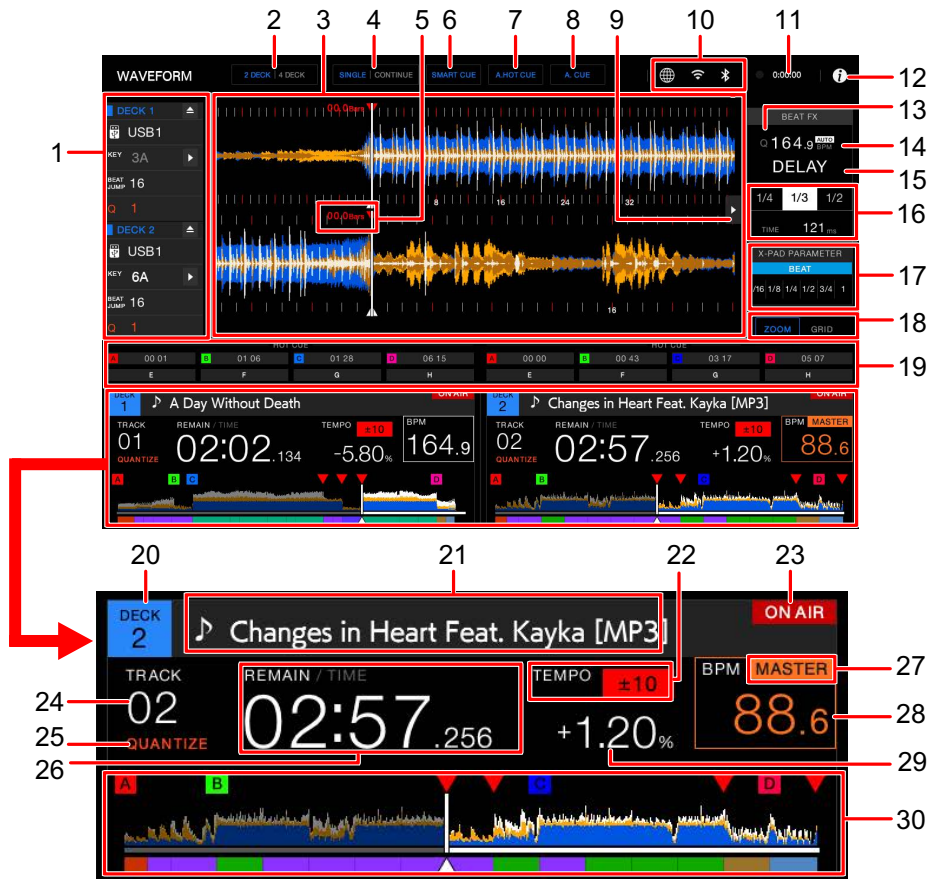 2 3 4 5 6 7 8 9 10 11
WAVEFORM 2 DECK | 4 DECK SINGLE | CONTINUE SMART CUE A.HOT CUE A. CUE 0:00:00 i 12
DECK 1
USB1
KEY 3A
BEAT JUMP 16
Q 1
DECK 2
USB1
KEY 6A
BEAT JUMP 16
Q 1
1
00.0Bars
8 16 24 32
00.0Bars
16
13
BEAT FX
Q 164.9 AUTO BPM 14
DELAY 15
1/4 1/3 1/2 16
TIME 121 ms
X-PAD PARAMETER
BEAT 17
/16 1/8 1/4 1/2 3/4 1
ZOOM GRID 18
HOT CUE HOT CUE
A 00 01 B 01 06 C 01 28 D 06 15 A 00 00 B 00 43 C 03 17 D 05 07 19
E F G H E F G H
DECK 1 A Day Without Death ON AIR
TRACK 01 REMAIN / TIME 02:02.134 TEMPO ±10 -5.80% BPM 164.9
QUANTIZE
A B C D
DECK 2 Changes in Heart Feat. Kayka [MP3] ON AIR
TRACK 02 REMAIN / TIME 02:57.256 TEMPO ±10 +1.20% BPM MASTER 88.6
QUANTIZE
A B C D
20 21 22 23
DECK 2 Changes in Heart Feat. Kayka [MP3] ON AIR
TRACK REMAIN / TIME TEMPO ±10 BPM MASTER 27
24 02 02:57.256 +1.20% 88.6 28
25 QUANTIZE
26 29
A B C D
30